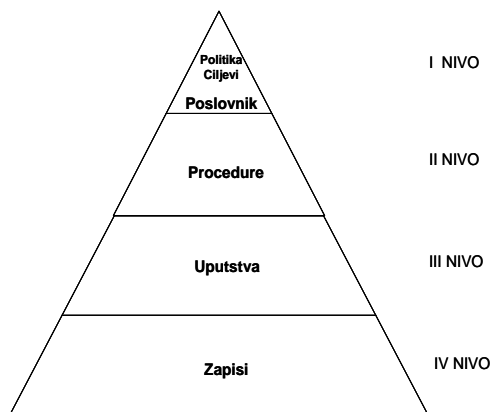 Politika
Ciljevi
I NIVO
Poslovnik
II NIVO
Procedure
III NIVO
Uputstva
IV NIVO
Zapisi